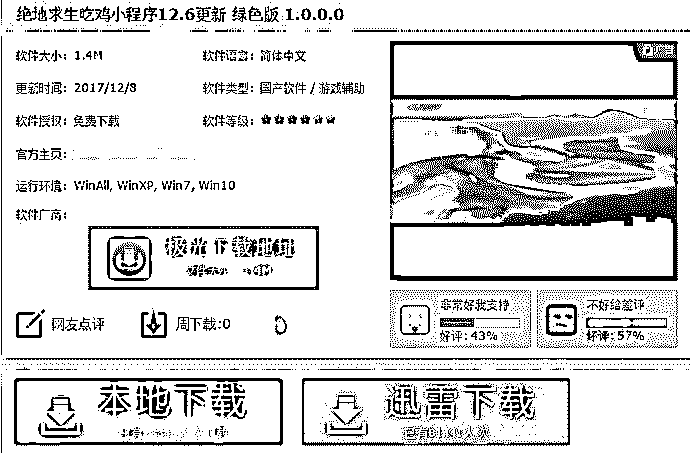 绝地求生吃鸡小程序12.6更新 绿色版 1.0.0.0
软件大小: 1.4M
软件语言: 简体中文
更新时间: 2017/12/8
软件类型: 国产软件 / 游戏辅助
软件授权: 免费下载
软件等级:
官方主页:
运行环境: WinAll, WinXP, Win7, Win10
软件厂商:
极光下载地址
网友点评
周下载:0
非常好我支持
好评: 43%
不好给差评
坏评: 57%
本地下载
迅雷下载